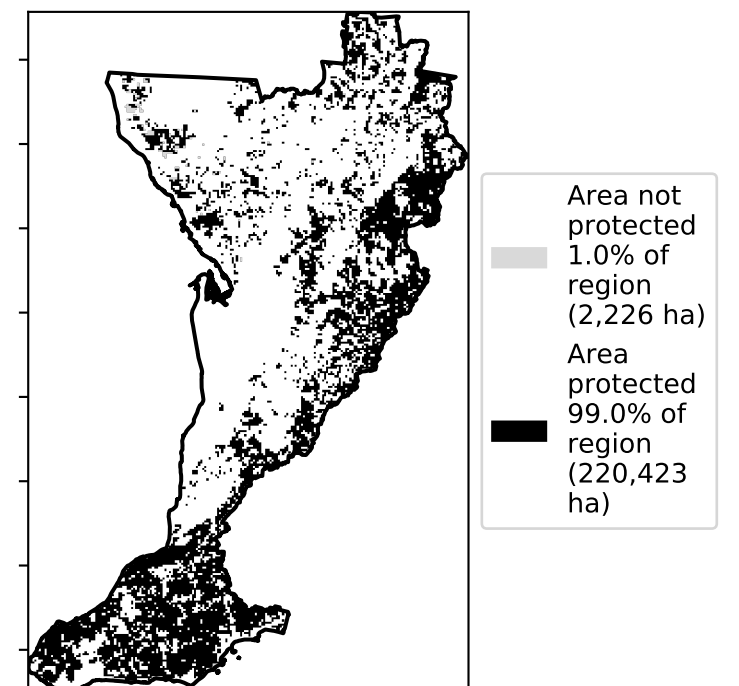 Area not
protected
1.0% of
region
(2,226 ha)
Area
protected
99.0% of
region
(220,423
ha)